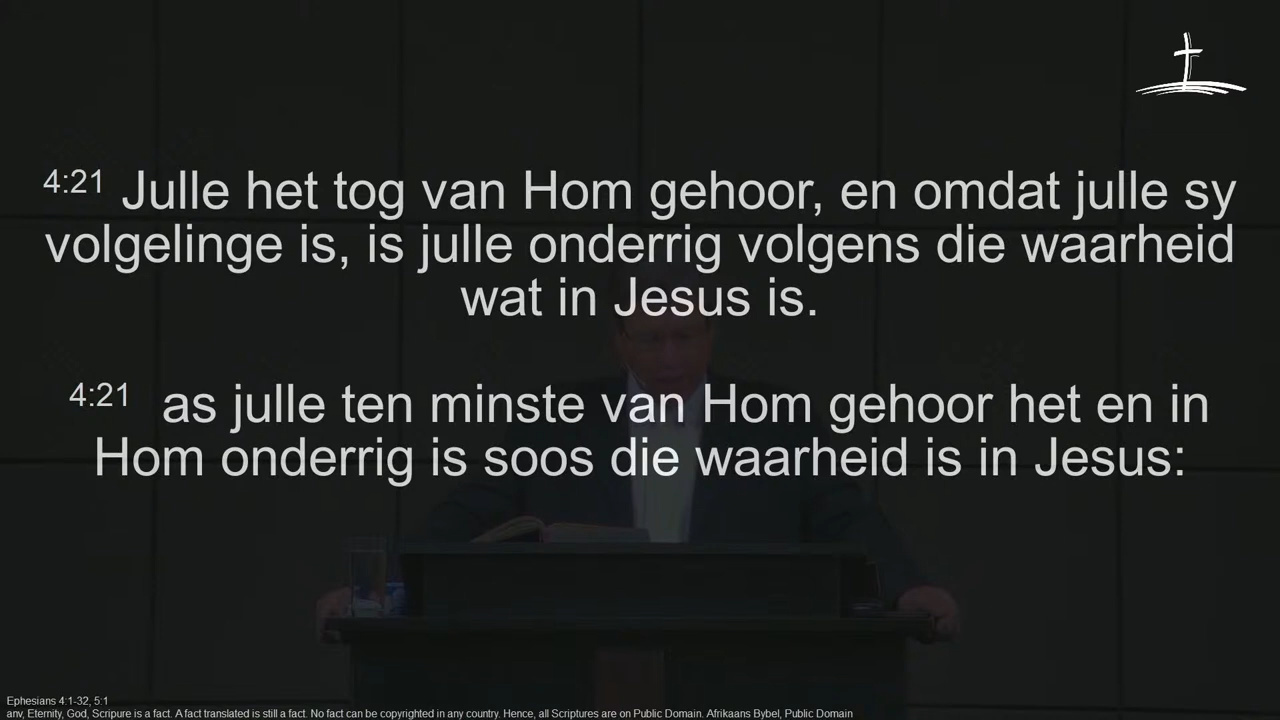 4:21 Julle het tog van Hom gehoor, en omdat julle sy
volgelinge is, is julle onderrig volgens die waarheid
wat in Jesus is.
4:21 as julle ten minste van Hom gehoor het en in
Hom onderrig is soos die waarheid is in Jesus:
Ephesians 4:1-32, 5:1
anv, Eternity, God, Scripure is a fact. A fact translated is still a fact. No fact can be copyrighted in any country. Hence, all Scriptures are on Public Domain. Afrikaans Bybel, Public Domain